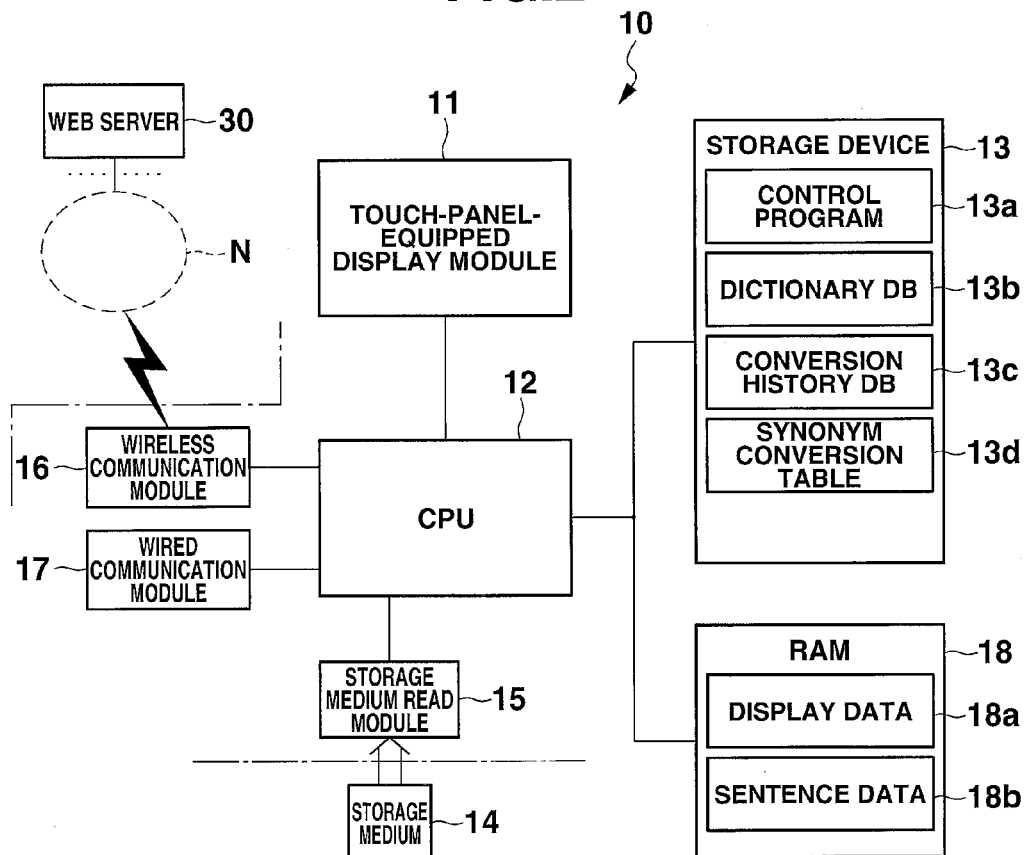 10
WEB SERVER
30
11
STORAGE DEVICE
13
TOUCH-PANEL-
EQUIPPED
DISPLAY MODULE
CONTROL
PROGRAM
13a
N
DICTIONARY DB
13b
CONVERSION
HISTORY DB
13c
12
SYNONYM
CONVERSION
TABLE
13d
16
WIRELESS
COMMUNICATION
MODULE
CPU
17
WIRED
COMMUNICATION
MODULE
RAM
18
STORAGE
MEDIUM READ
MODULE
15
DISPLAY DATA
18a
SENTENCE DATA
18b
STORAGE
MEDIUM
14